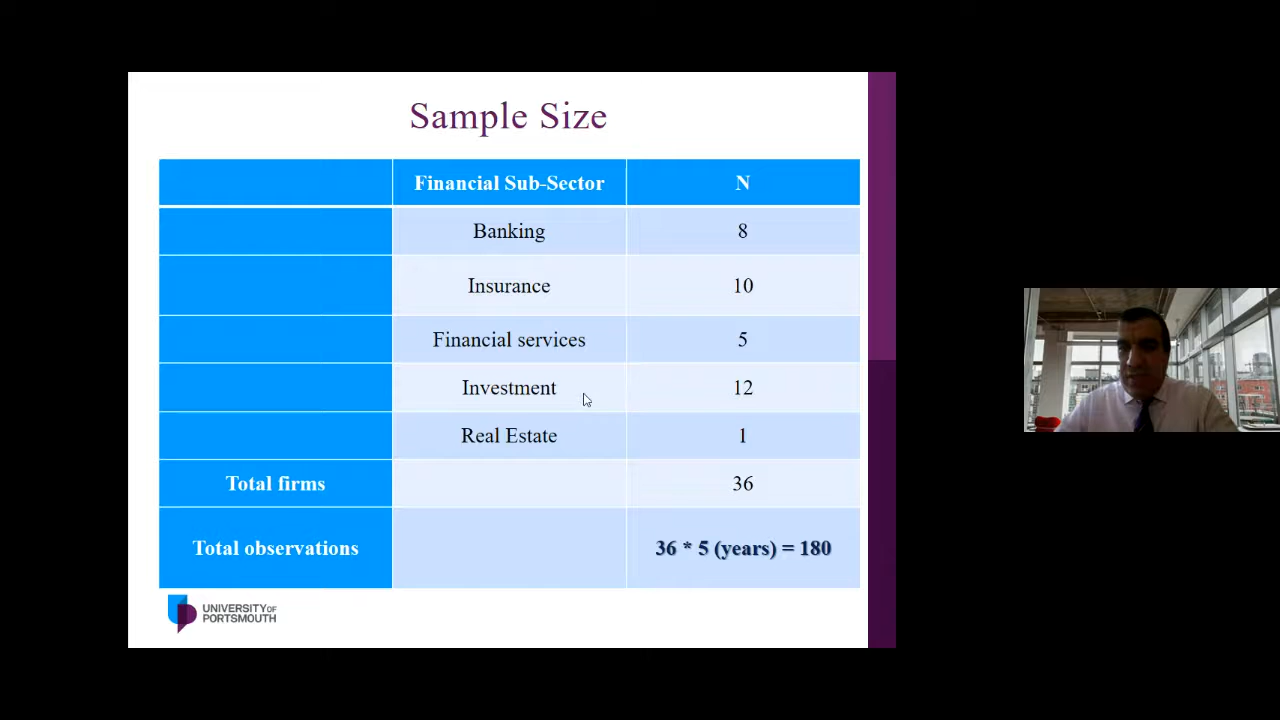 Sample Size
Financial Sub-Sector N
Banking 8
Insurance 10
Financial services 5
Investment 12
Real Estate 1
Total firms 36
Total observations 36 * 5 (years) = 180
UNIVERSITY OF
PORTSMOUTH